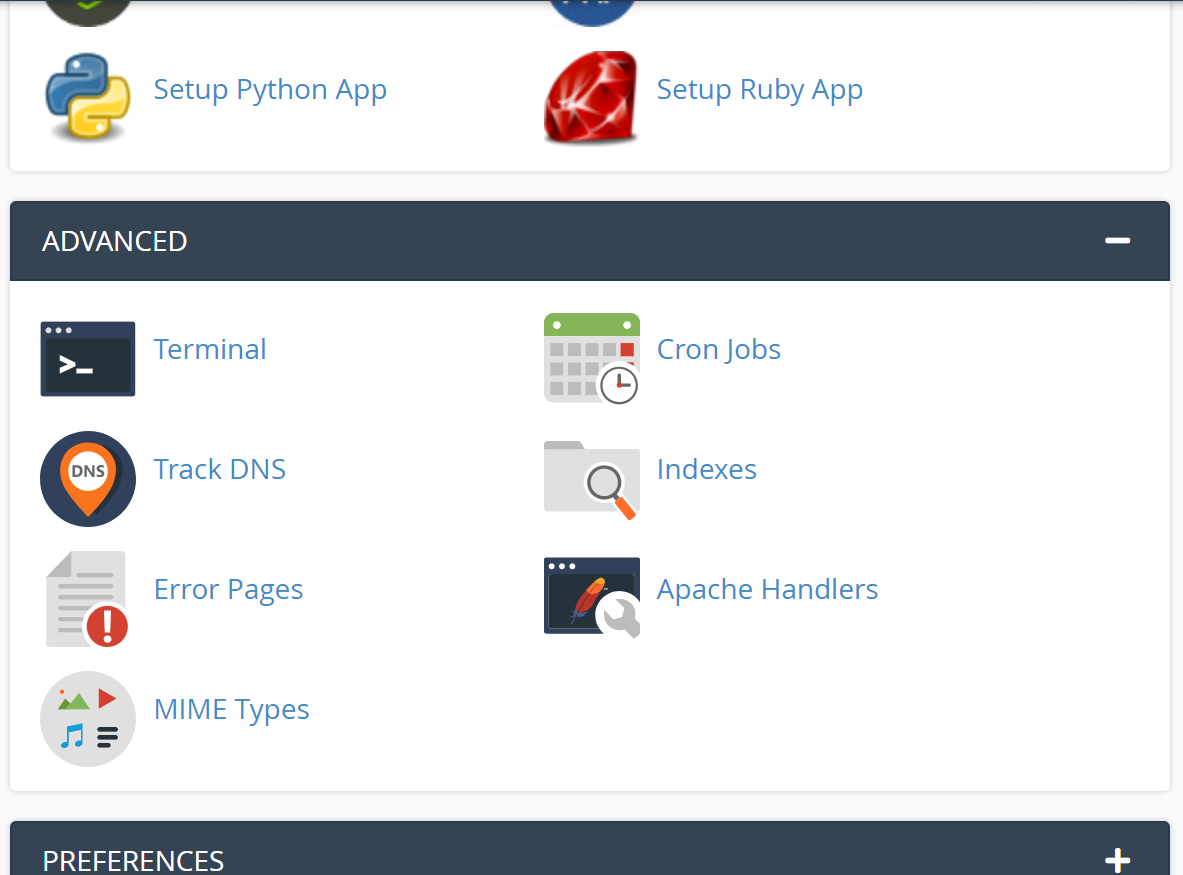 Setup Python App
Setup Ruby App
ADVANCED
Terminal
Cron Jobs
DNS
Track DNS
Indexes
Error Pages
Apache Handlers
MIME Types
PREFERENCES